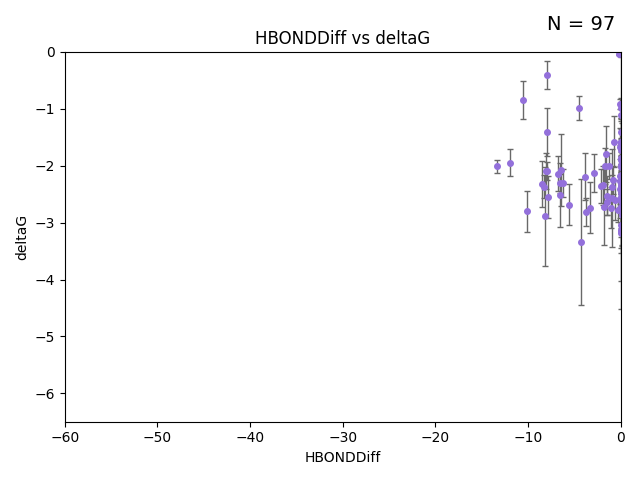 N = 97
HBONDDiff vs deltaG
deltaG
0
−1
−2
−3
−4
−5
−6
−60 −50 −40 −30 −20 −10 0
HBONDDiff